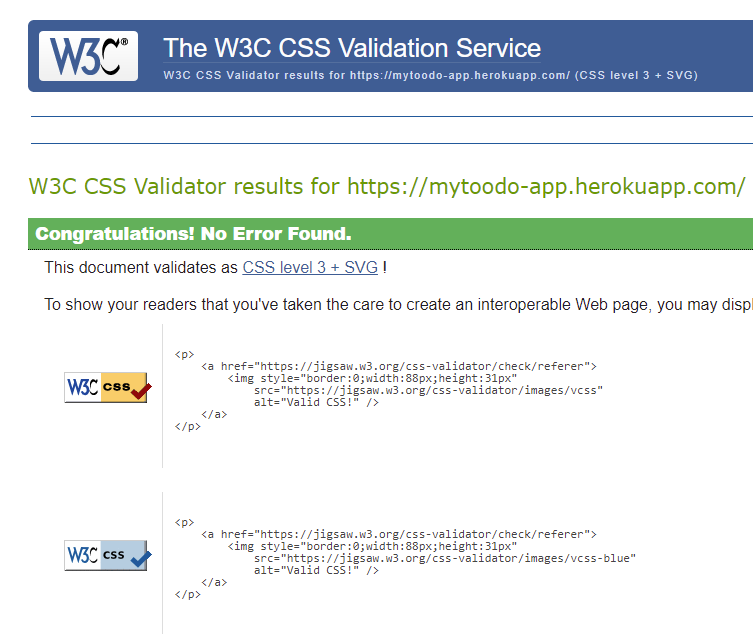 W3C® The W3C CSS Validation Service
W3C CSS Validator results for https://mytoodo-app.herokuapp.com/ (CSS level 3 + SVG)
W3C CSS Validator results for https://mytoodo-app.herokuapp.com/
Congratulations! No Error Found.
This document validates as CSS level 3 + SVG !
To show your readers that you've taken the care to create an interoperable Web page, you may
W3C css
<p>
<a href="https://jigsaw.w3.org/css-validator/check/referer">
<img style="border:0;width:88px;height:31px"
src="https://jigsaw.w3.org/css-validator/images/vcss"
alt="Valid CSS!" />
</a>
</p>
W3C css
<p>
<a href="https://jigsaw.w3.org/css-validator/check/referer">
<img style="border:0;width:88px;height:31px"
src="https://jigsaw.w3.org/css-validator/images/vcss-blue"
alt="Valid CSS!" />
</a>
</p>